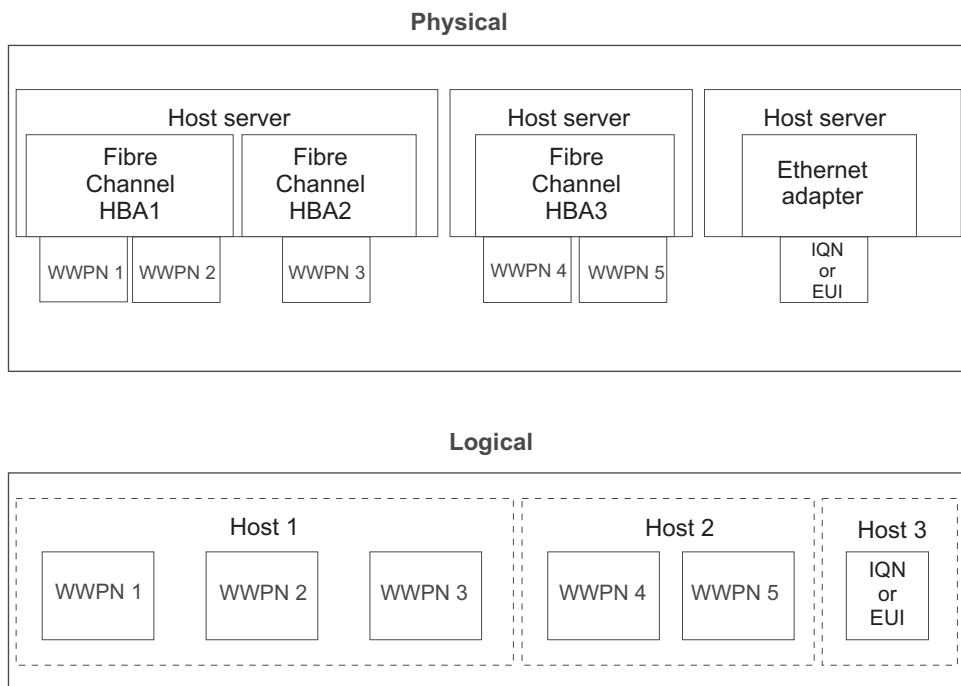 Physical
Host server
Fibre
Channel
HBA1
Fibre
Channel
HBA2
WWPN 1
WWPN 2
WWPN 3
Host server
Fibre
Channel
HBA3
WWPN 4
WWPN 5
Host server
Ethernet
adapter
IQN
or
EUI
Logical
Host 1
WWPN 1
WWPN 2
WWPN 3
Host 2
WWPN 4
WWPN 5
Host 3
IQN
or
EUI